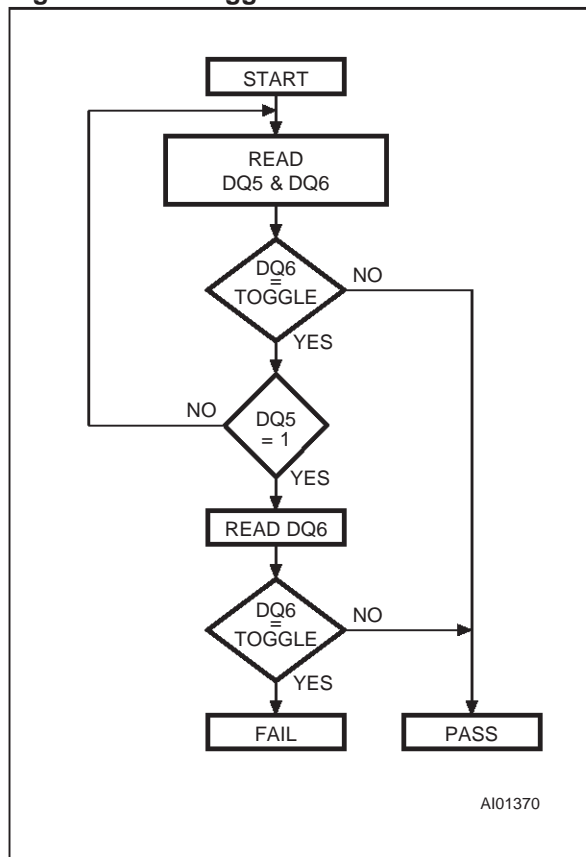 START
READ
DQ5 & DQ6
DQ6
=
TOGGLE
NO
YES
NO
DQ5
= 1
YES
READ DQ6
DQ6
=
TOGGLE
NO
YES
FAIL
PASS
AI01370